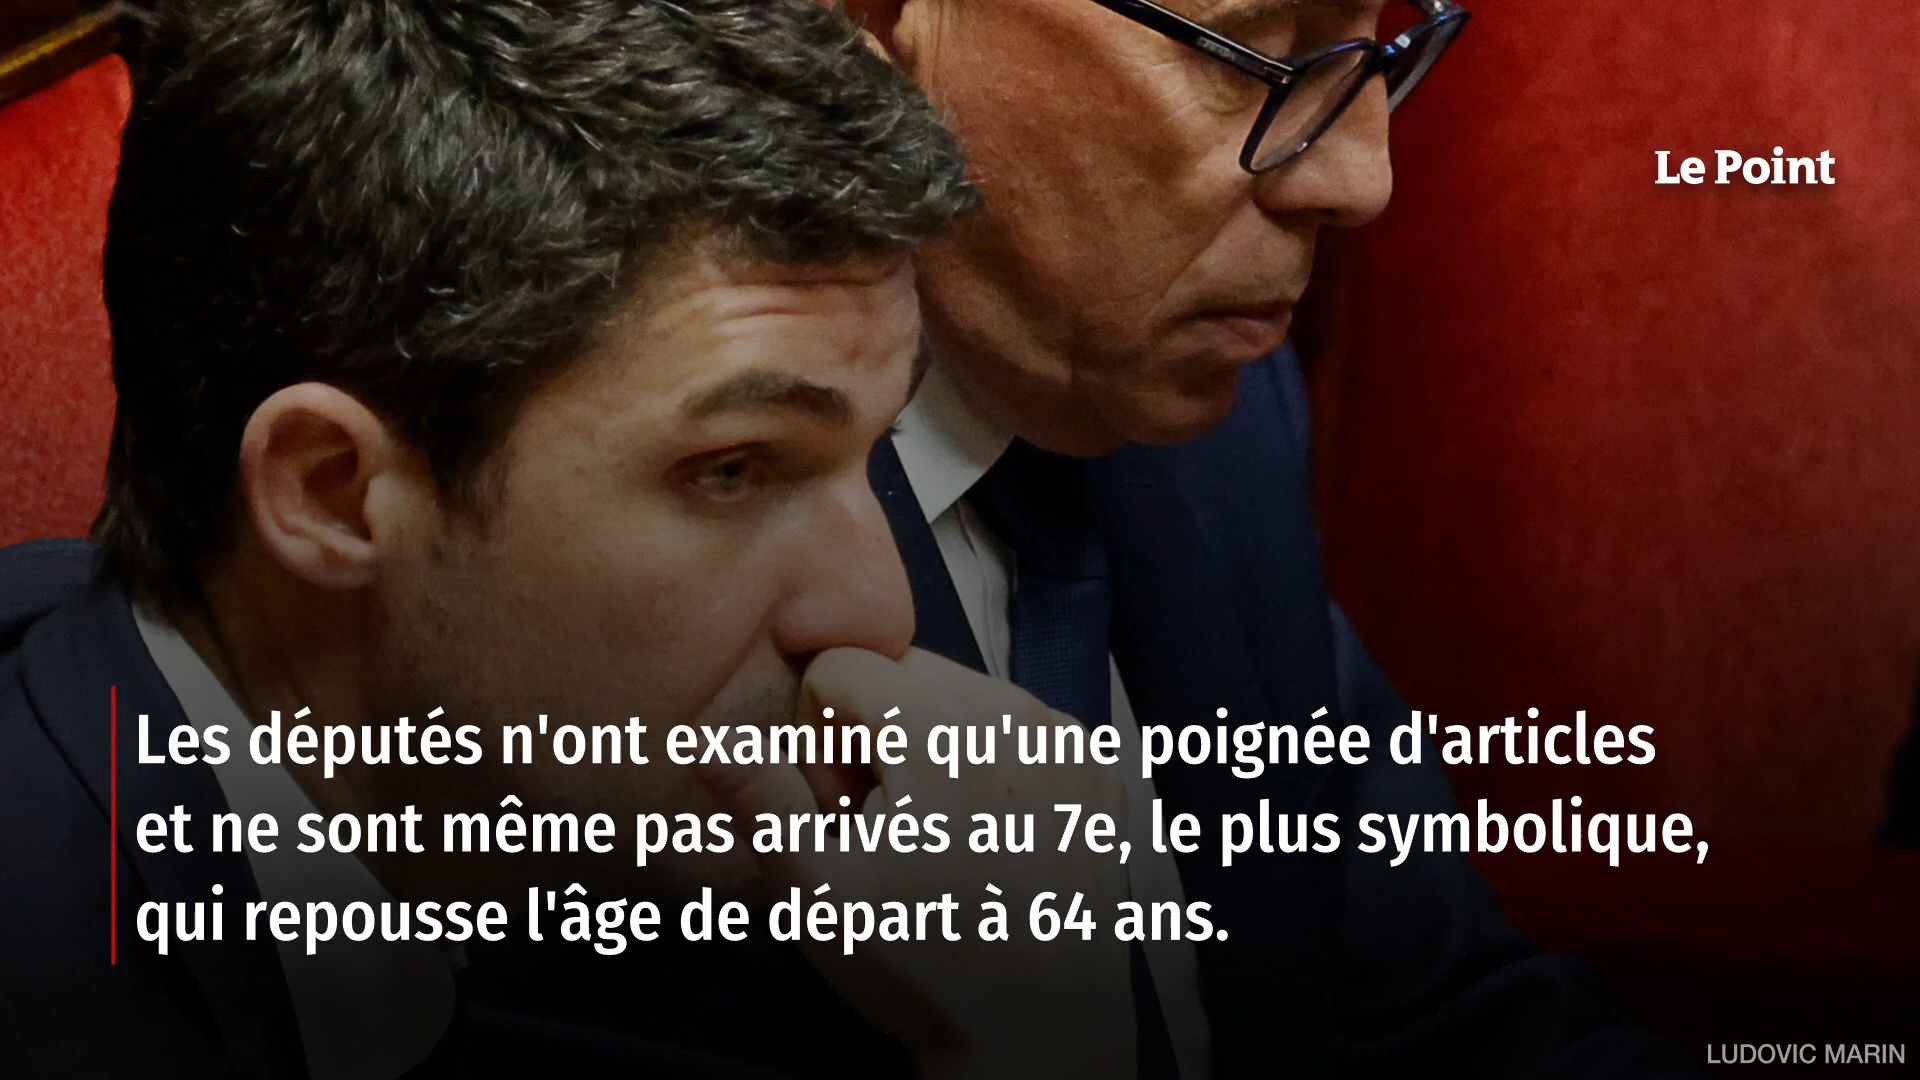 Le Point
Les députés n'ont examiné qu'une poignée d'articles
et ne sont même pas arrivés au 7e, le plus symbolique,
qui repousse l'âge de départ à 64 ans.
LUDOVIC MARIN